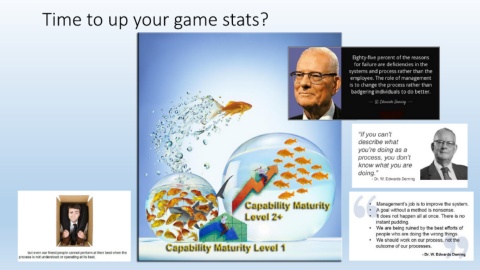 Time to up your game stats?
Eighty-five percent of the reasons
for failure are deficiencies in the
systems and process rather than the
employee. The role of management
is to change the process rather than
badgering individuals to do better.
W. Edwards Deming
"If you can't
describe what
you're doing as a
process, you don't
know what you are
doing."
- Dr. W. Edwards Deming
Capability Maturity
Level 2+
Capability Maturity Level 1
• Management's job is to improve the system.
• A goal without a method is nonsense.
• It does not happen all at once. There is no
instant pudding.
• We are being ruined by the best efforts of
people who are doing the wrong things.
• We should work on our process, not the
outcome of our processes.
- Dr. W. Edwards Deming